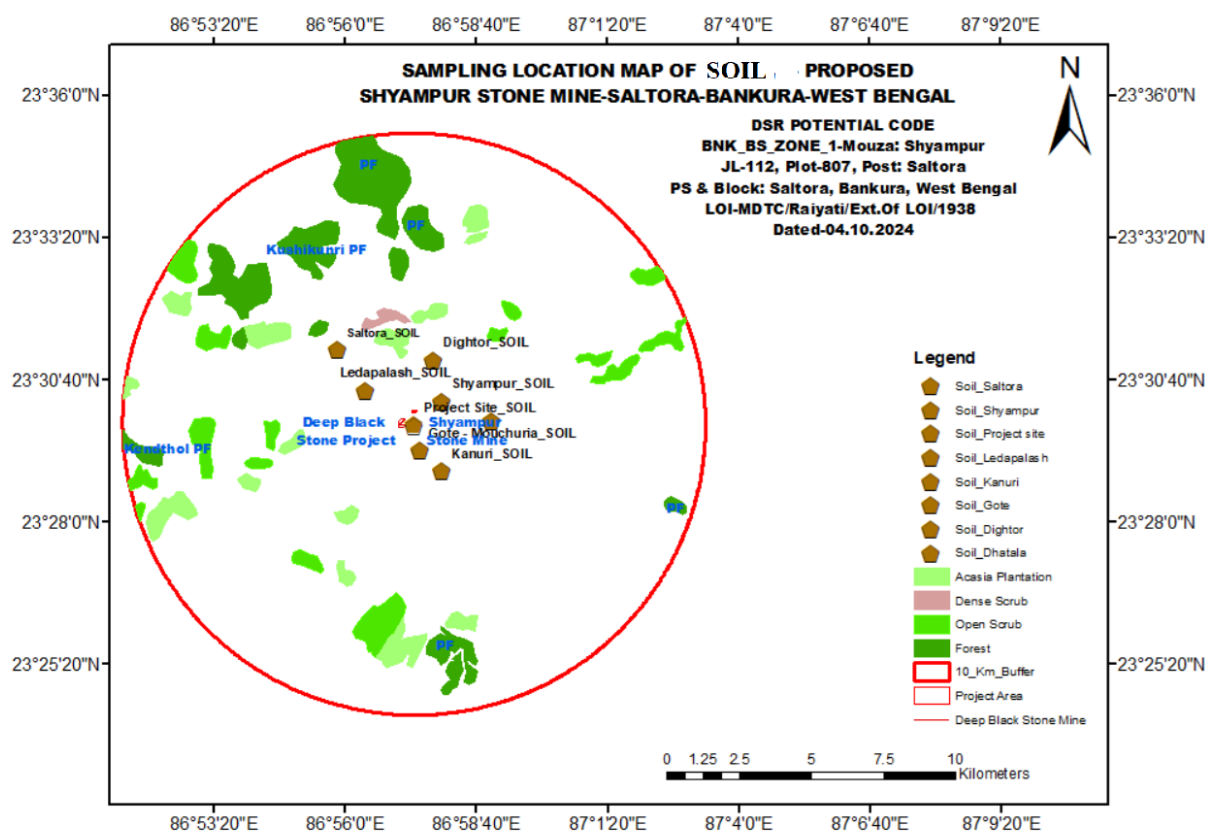 86°53'20"E 86°56'0"E 86°58'40"E 87°1'20"E 87°4'0"E 87°6'40"E 87°9'20"E
SAMPLING LOCATION MAP OF SOIL PROPOSED
SHYAMPUR STONE MINE-SALTORA-BANKURA-WEST BENGAL
N
23°36'0"N 23°36'0"N
DSR POTENTIAL CODE
BNK_BS_ZONE_1-Mouza: Shyampur
JL-112, Plot-807, Post: Saltora
PS & Block: Saltora, Bankura, West Bengal
LOI-MDTC/Raiyati/Ext.Of LOI/1938
Dated-04.10.2024
PF
PF
23°33'20"N 23°33'20"N
Kushikunri PF
Saltora_SOIL
Dightor_SOIL
23°30'40"N 23°30'40"N
Ledapalash_SOIL
Shyampur_SOIL
Project Site_SOIL
Deep Black
Stone Project
Shyampur
Stone Mine
Gote - Monchuria_SOIL
Kundthol PF
Kanuri_SOIL
PF
23°28'0"N 23°28'0"N
PF
23°25'20"N 23°25'20"N
Legend
Soil_Saltora
Soil_Shyampur
Soil_Project site
Soil_Ledapalash
Soil_Kanuri
Soil_Gote
Soil_Dightor
Soil_Dhatala
Acasia Plantation
Dense Scrub
Open Scrub
Forest
10_Km_Buffer
Project Area
Deep Black Stone Mine
0 1.25 2.5 5 7.5 10
Kilometers
86°53'20"E 86°56'0"E 86°58'40"E 87°1'20"E 87°4'0"E 87°6'40"E 87°9'20"E